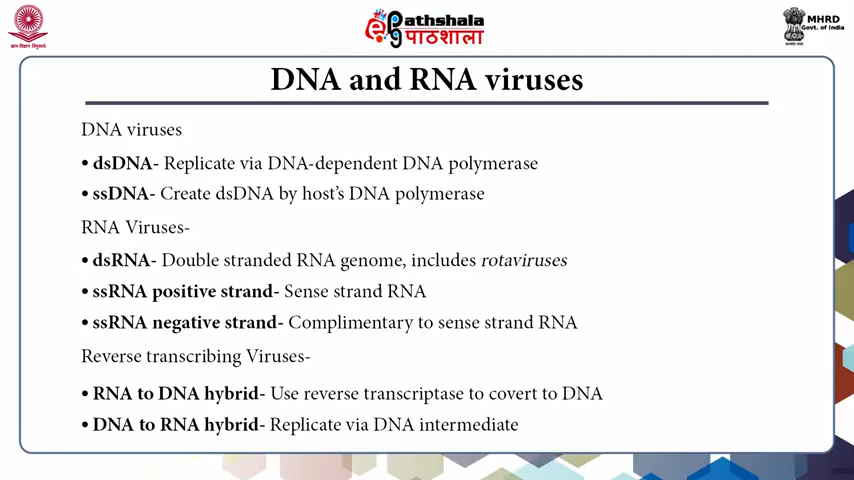 ePathshala
पाठशाला
MHRD
Govt. of India
DNA and RNA viruses
DNA viruses
• dsDNA- Replicate via DNA-dependent DNA polymerase
• ssDNA- Create dsDNA by host's DNA polymerase
RNA Viruses-
• dsRNA- Double stranded RNA genome, includes rotaviruses
• ssRNA positive strand- Sense strand RNA
• ssRNA negative strand- Complimentary to sense strand RNA
Reverse transcribing Viruses-
• RNA to DNA hybrid- Use reverse transcriptase to covert to DNA
• DNA to RNA hybrid- Replicate via DNA intermediate